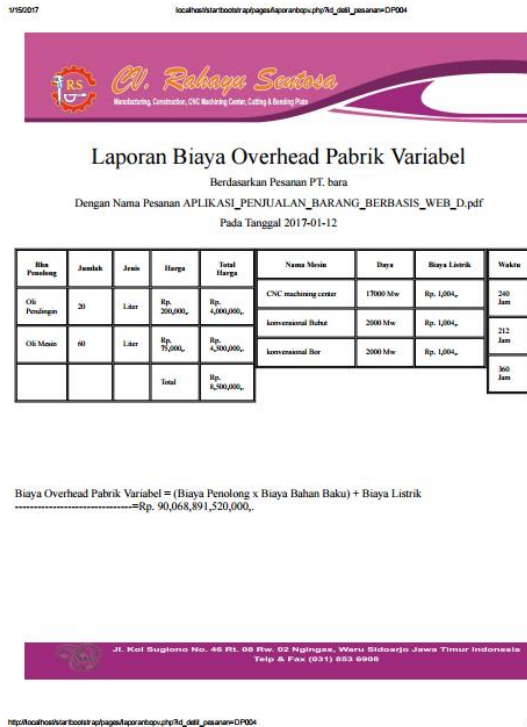 1/15/2017 localhost/startbootstrap/pages/laporanbopv.php?id_detil_pesanan=DP004
RS
CV. Rahayu Sentosa
Manufacturing, Construction, CNC Machining Center, Cutting & Bending Plate
Laporan Biaya Overhead Pabrik Variabel
Berdasarkan Pesanan PT. bara
Dengan Nama Pesanan APLIKASI_PENJUALAN_BARANG_BERBASIS_WEB_D.pdf
Pada Tanggal 2017-01-12
Bhn Penolong Jumlah Jenis Harga Total Harga
Oli Pendingin 20 Liter Rp. 200,000,. Rp. 4,000,000,.
Oli Mesin 60 Liter Rp. 75,000,. Rp. 4,500,000,.
Total Rp. 8,500,000,.
Nama Mesin Daya Biaya Listrik Waktu
CNC machining center 17000 Mw Rp. 1,004,. 240 Jam
konvensional Bubut 2000 Mw Rp. 1,004,. 212 Jam
konvensional Bor 2000 Mw Rp. 1,004,. 360 Jam
Biaya Overhead Pabrik Variabel = (Biaya Penolong x Biaya Bahan Baku) + Biaya Listrik
-------------------------------=Rp. 90,068,891,520,000,.
Jl. Kol Sugiono No. 46 Rt. 08 Rw. 02 Ngingas, Waru Sidoarjo Jawa Timur Indonesia
Telp & Fax (031) 853 6908
http://localhost/startbootstrap/pages/laporanbopv.php?id_detil_pesanan=DP004